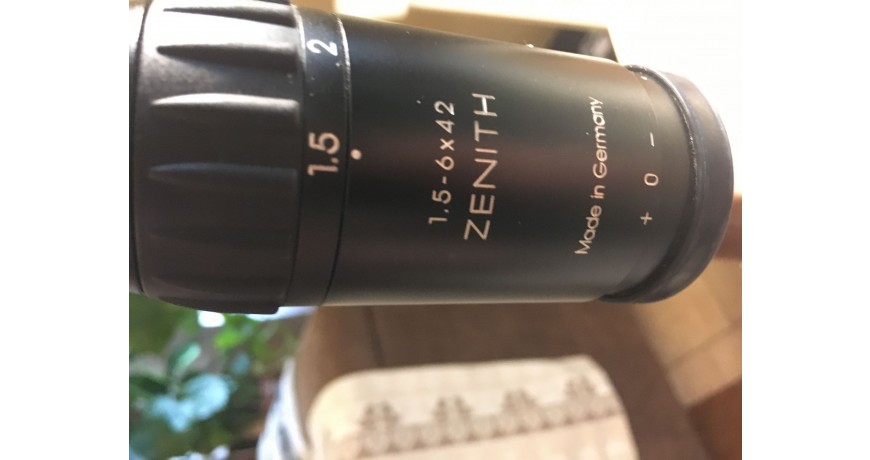 2
1.5
1.5-6x42
ZENITH
Made in Germany
+ 0 -